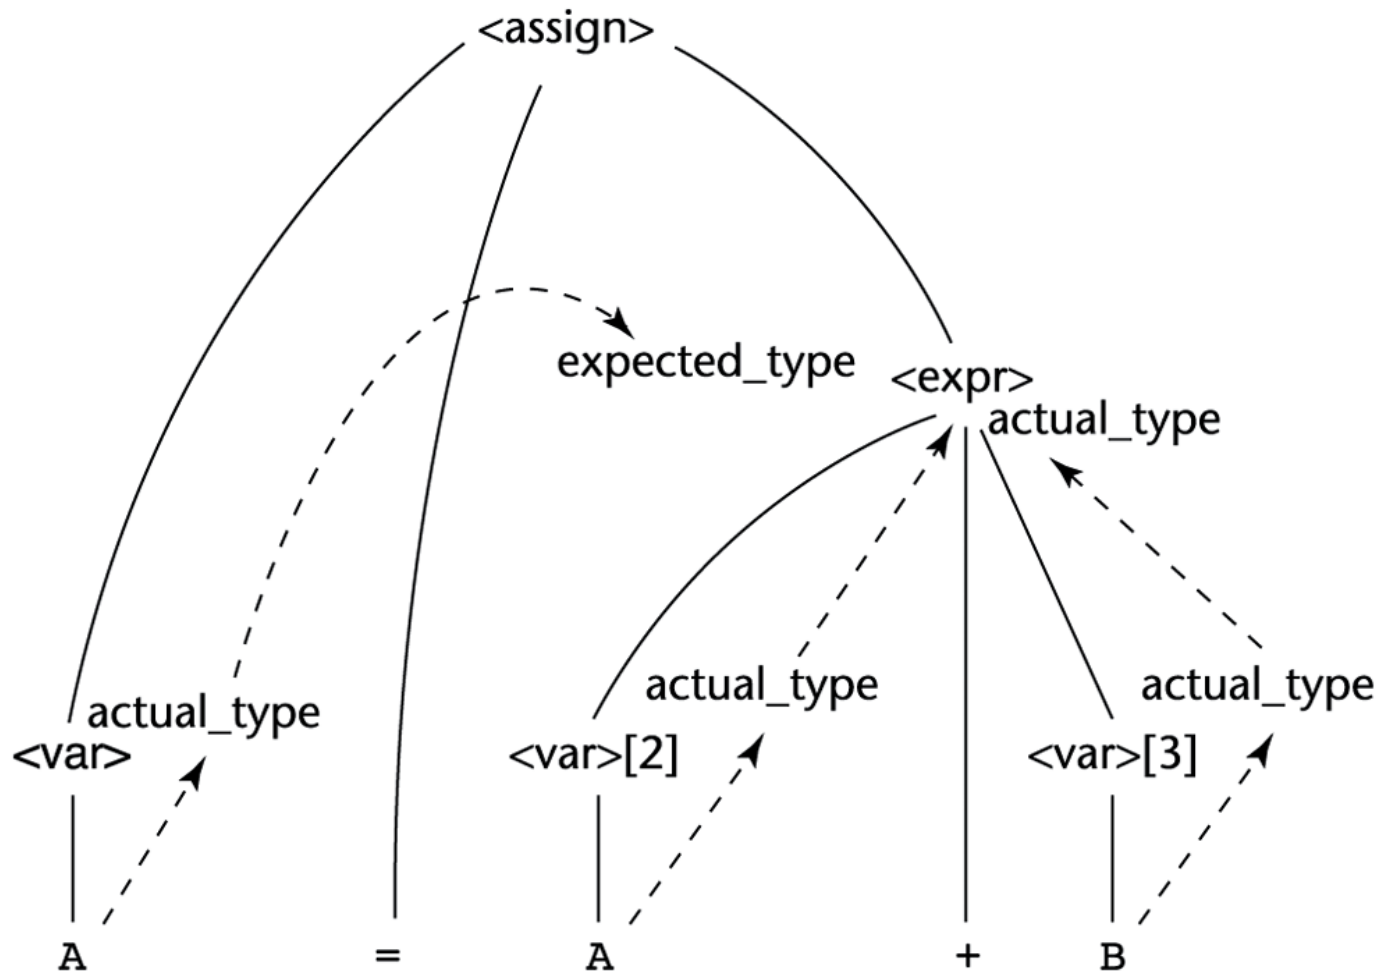 <assign>
expected_type
<expr>
actual_type
actual_type
actual_type
actual_type
<var>
<var>[2]
<var>[3]
A = A + B